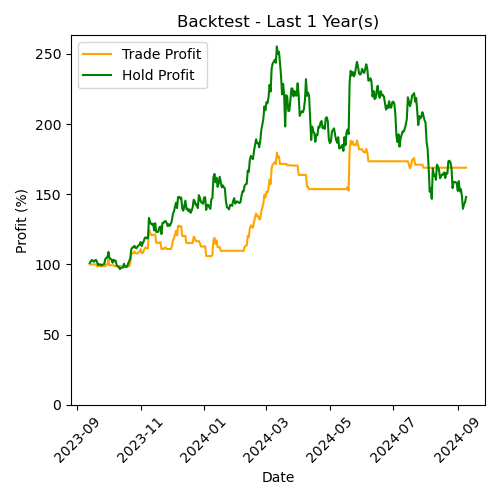 Backtest - Last 1 Year(s)
Trade Profit
Hold Profit
Profit (%)
250
200
150
100
50
0
2023-09
2023-11
2024-01
2024-03
2024-05
2024-07
2024-09
Date